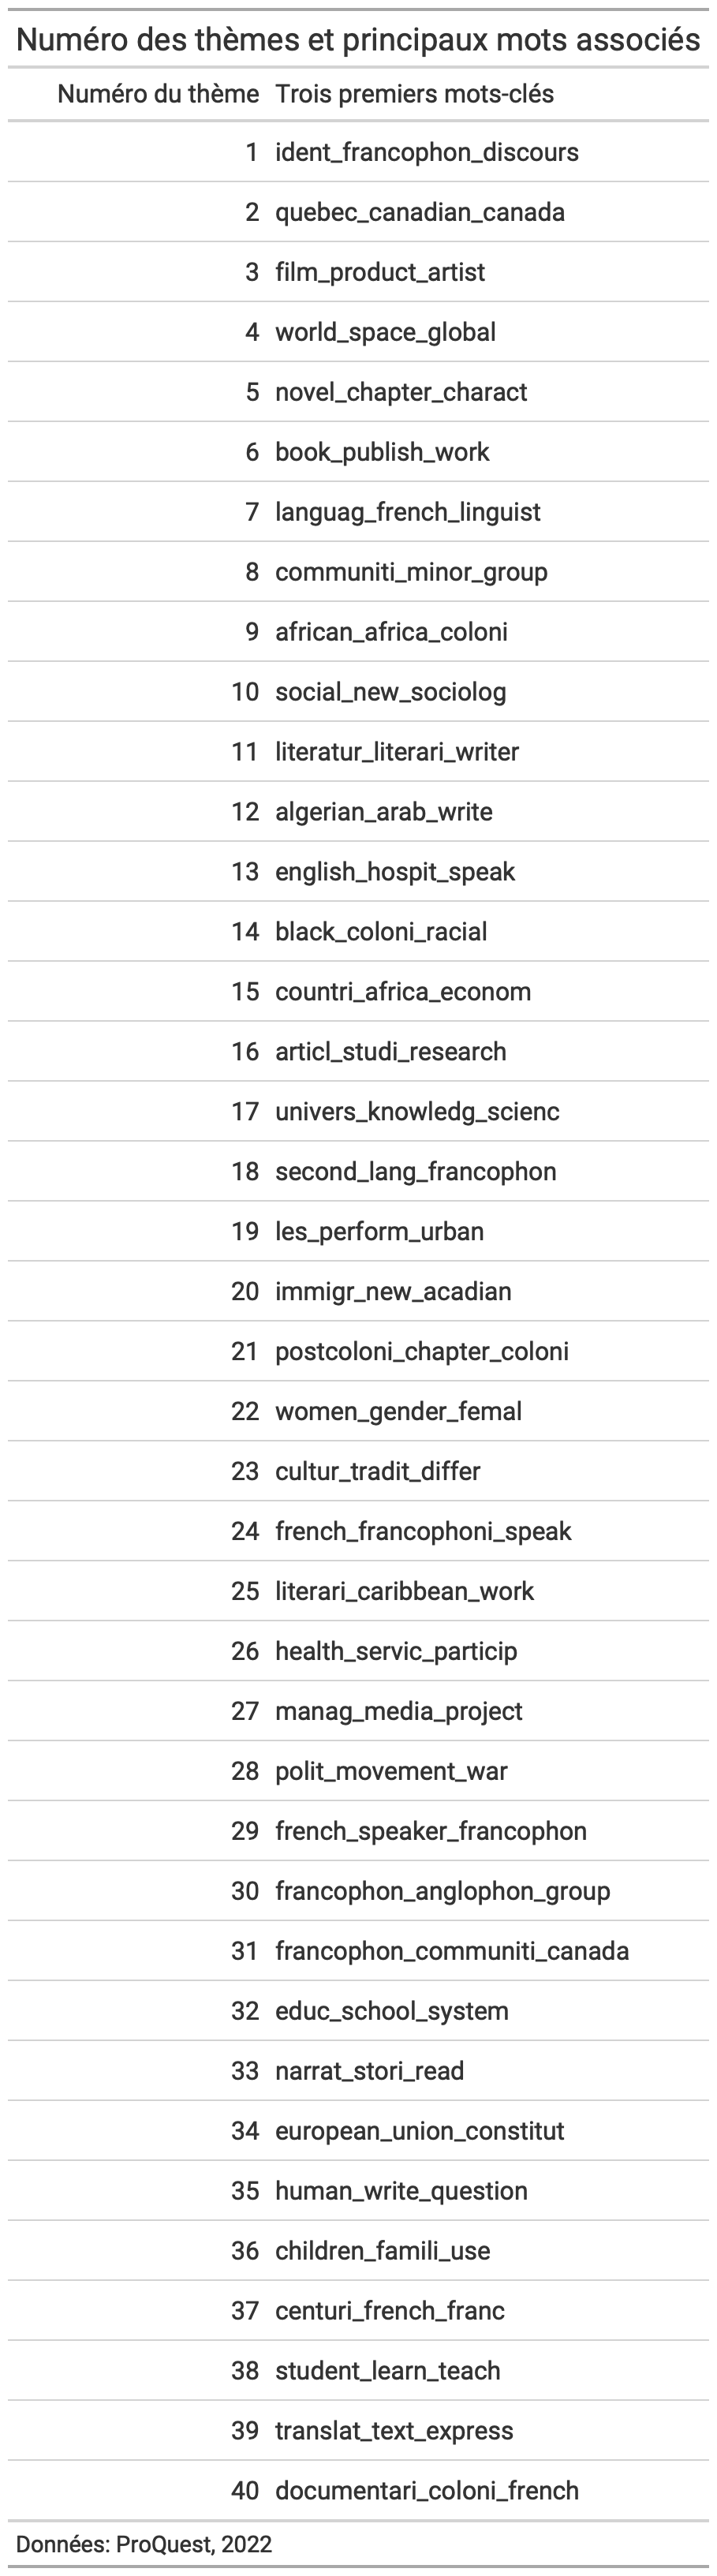 Numéro des thèmes et principaux mots associés
Numéro du thème Trois premiers mots-clés
1 ident_francophon_discours
2 quebec_canadian_canada
3 film_product_artist
4 world_space_global
5 novel_chapter_charact
6 book_publish_work
7 languag_french_linguist
8 communiti_minor_group
9 african_africa_coloni
10 social_new_sociolog
11 literatur_literari_writer
12 algerian_arab_write
13 english_hospit_speak
14 black_coloni_racial
15 countri_africa_econom
16 articl_studi_research
17 univers_knowledg_scienc
18 second_lang_francophon
19 les_perform_urban
20 immigr_new_acadian
21 postcoloni_chapter_coloni
22 women_gender_femal
23 cultur_tradit_differ
24 french_francophoni_speak
25 literari_caribbean_work
26 health_servic_particip
27 manag_media_project
28 polit_movement_war
29 french_speaker_francophon
30 francophon_anglophon_group
31 francophon_communiti_canada
32 educ_school_system
33 narrat_stori_read
34 european_union_constitut
35 human_write_question
36 children_famili_use
37 centuri_french_franc
38 student_learn_teach
39 translat_text_express
40 documentari_coloni_french
Données: ProQuest, 2022